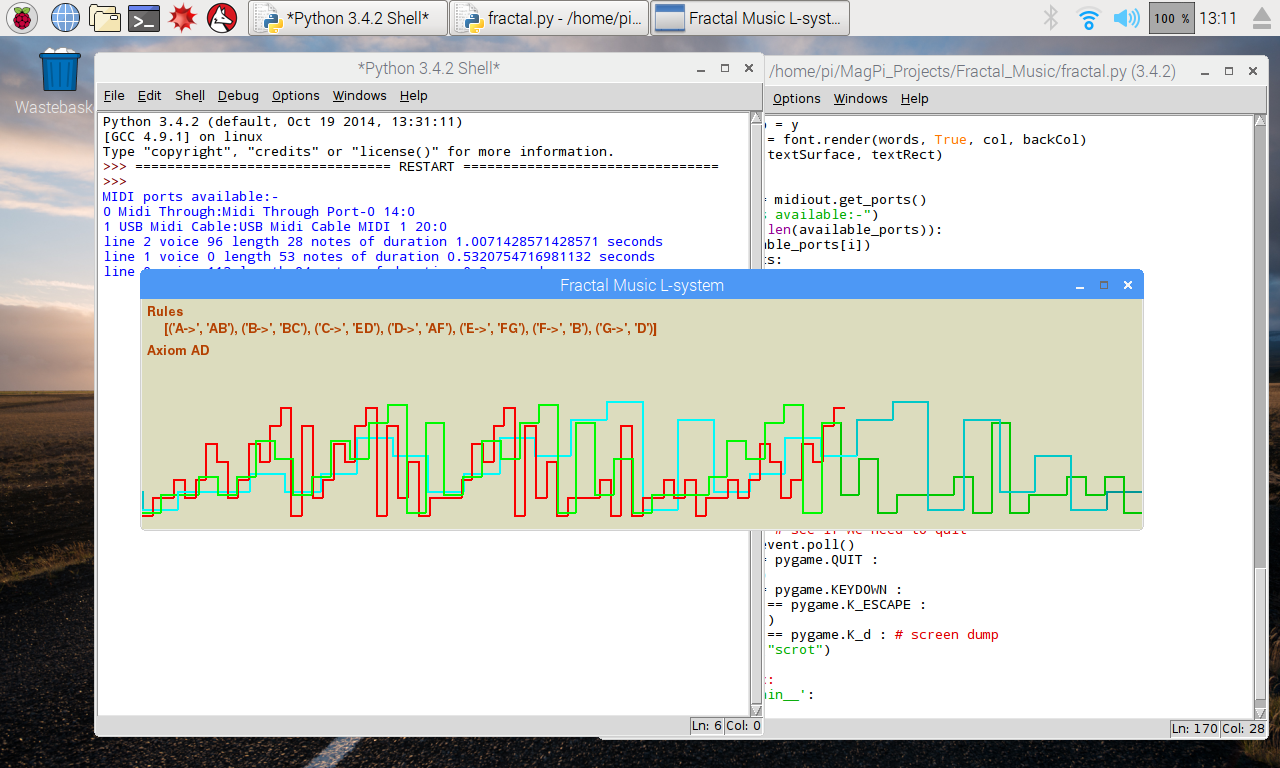 *Python 3.4.2 Shell*
fractal.py - /home/pi...
Fractal Music L-syst...
100 %
13:11
Wastebask
*Python 3.4.2 Shell*
File Edit Shell Debug Options Windows Help
Python 3.4.2 (default, Oct 19 2014, 13:31:11)
[GCC 4.9.1] on linux
Type "copyright", "credits" or "license()" for more information.
>>> ================================ RESTART ================================
>>>
MIDI ports available:-
0 Midi Through:Midi Through Port-0 14:0
1 USB Midi Cable:USB Midi Cable MIDI 1 20:0
line 2 voice 96 length 28 notes of duration 1.0071428571428571 seconds
line 1 voice 0 length 53 notes of duration 0.5320754716981132 seconds
line
Ln: 6 Col: 0
/home/pi/MagPi_Projects/Fractal_Music/fractal.py (3.4.2)
Options Windows Help
= y
= font.render(words, True, col, backCol)
textSurface, textRect)
= midiout.get_ports()
s available:-")
len(available_ports)):
able_ports[i])
ts:
Fractal Music L-system
Rules
[('A->', 'AB'), ('B->', 'BC'), ('C->', 'ED'), ('D->', 'AF'), ('E->', 'FG'), ('F->', 'B'), ('G->', 'D')]
Axiom AD
# see if we need to quit
event.poll()
= pygame.QUIT :
= pygame.KEYDOWN :
== pygame.K_ESCAPE :
)
== pygame.K_d : # screen dump
"scrot")
:
ain__':
Ln: 170 Col: 28